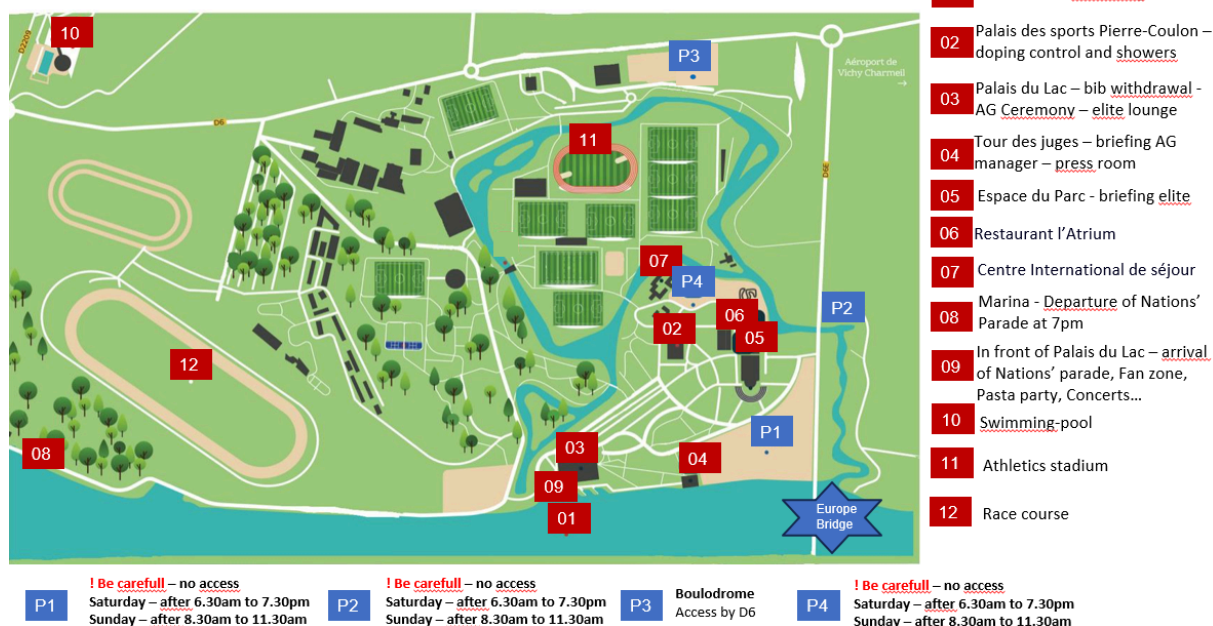 10
D2209
P3
Aéroport de
Vichy Charmeil
→
D6
11
D6E
07
P4
P2
06
02
05
12
P1
08
03
04
09
01
Europe
Bridge
02 Palais des sports Pierre-Coulon –
doping control and showers
03 Palais du Lac – bib withdrawal -
AG Ceremony – elite lounge
04 Tour des juges – briefing AG
manager – press room
05 Espace du Parc - briefing elite
06 Restaurant l’Atrium
07 Centre International de séjour
08 Marina - Departure of Nations’
Parade at 7pm
09 In front of Palais du Lac – arrival
of Nations’ parade, Fan zone,
Pasta party, Concerts…
10 Swimming-pool
11 Athletics stadium
12 Race course
P1
! Be carefull – no access
Saturday – after 6.30am to 7.30pm
Sunday – after 8.30am to 11.30am
P2
! Be carefull – no access
Saturday – after 6.30am to 7.30pm
Sunday – after 8.30am to 11.30am
P3
Boulodrome
Access by D6
P4
! Be carefull – no access
Saturday – after 6.30am to 7.30pm
Sunday – after 8.30am to 11.30am